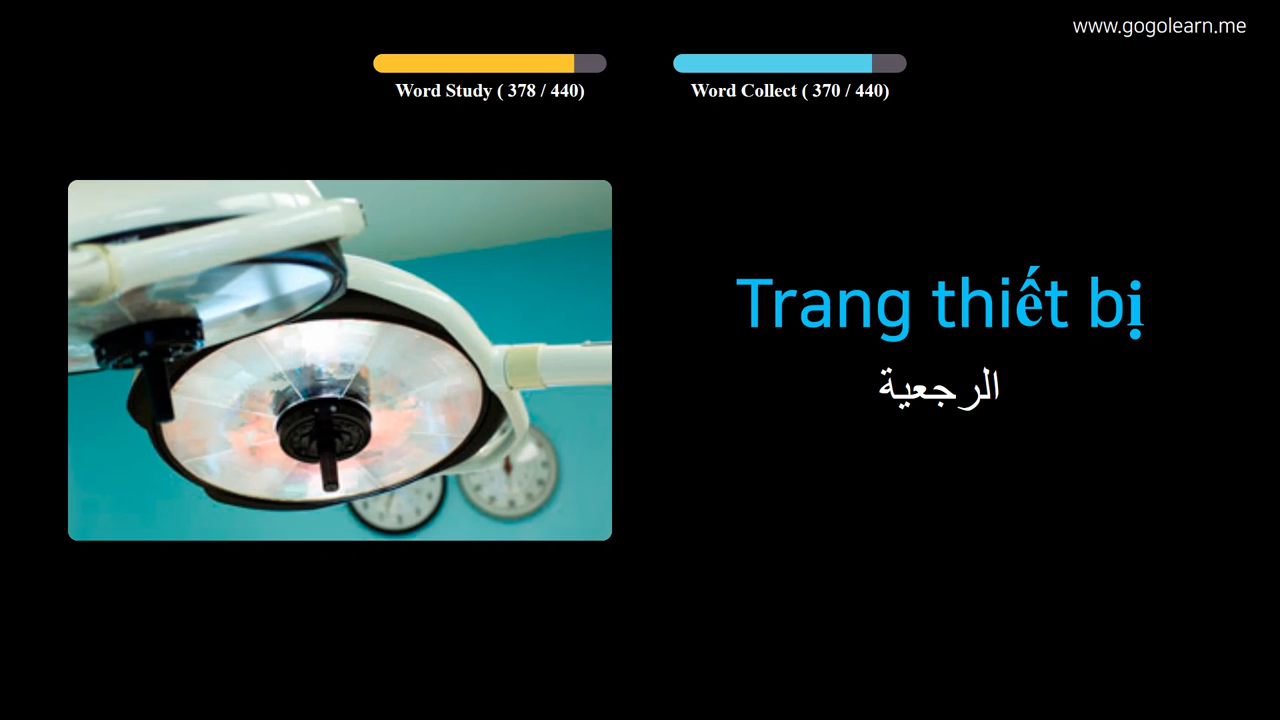 www.gogolearn.me
Word Study ( 378 / 440)
Word Collect ( 370 / 440)
Trang thiết bị
الرجعية